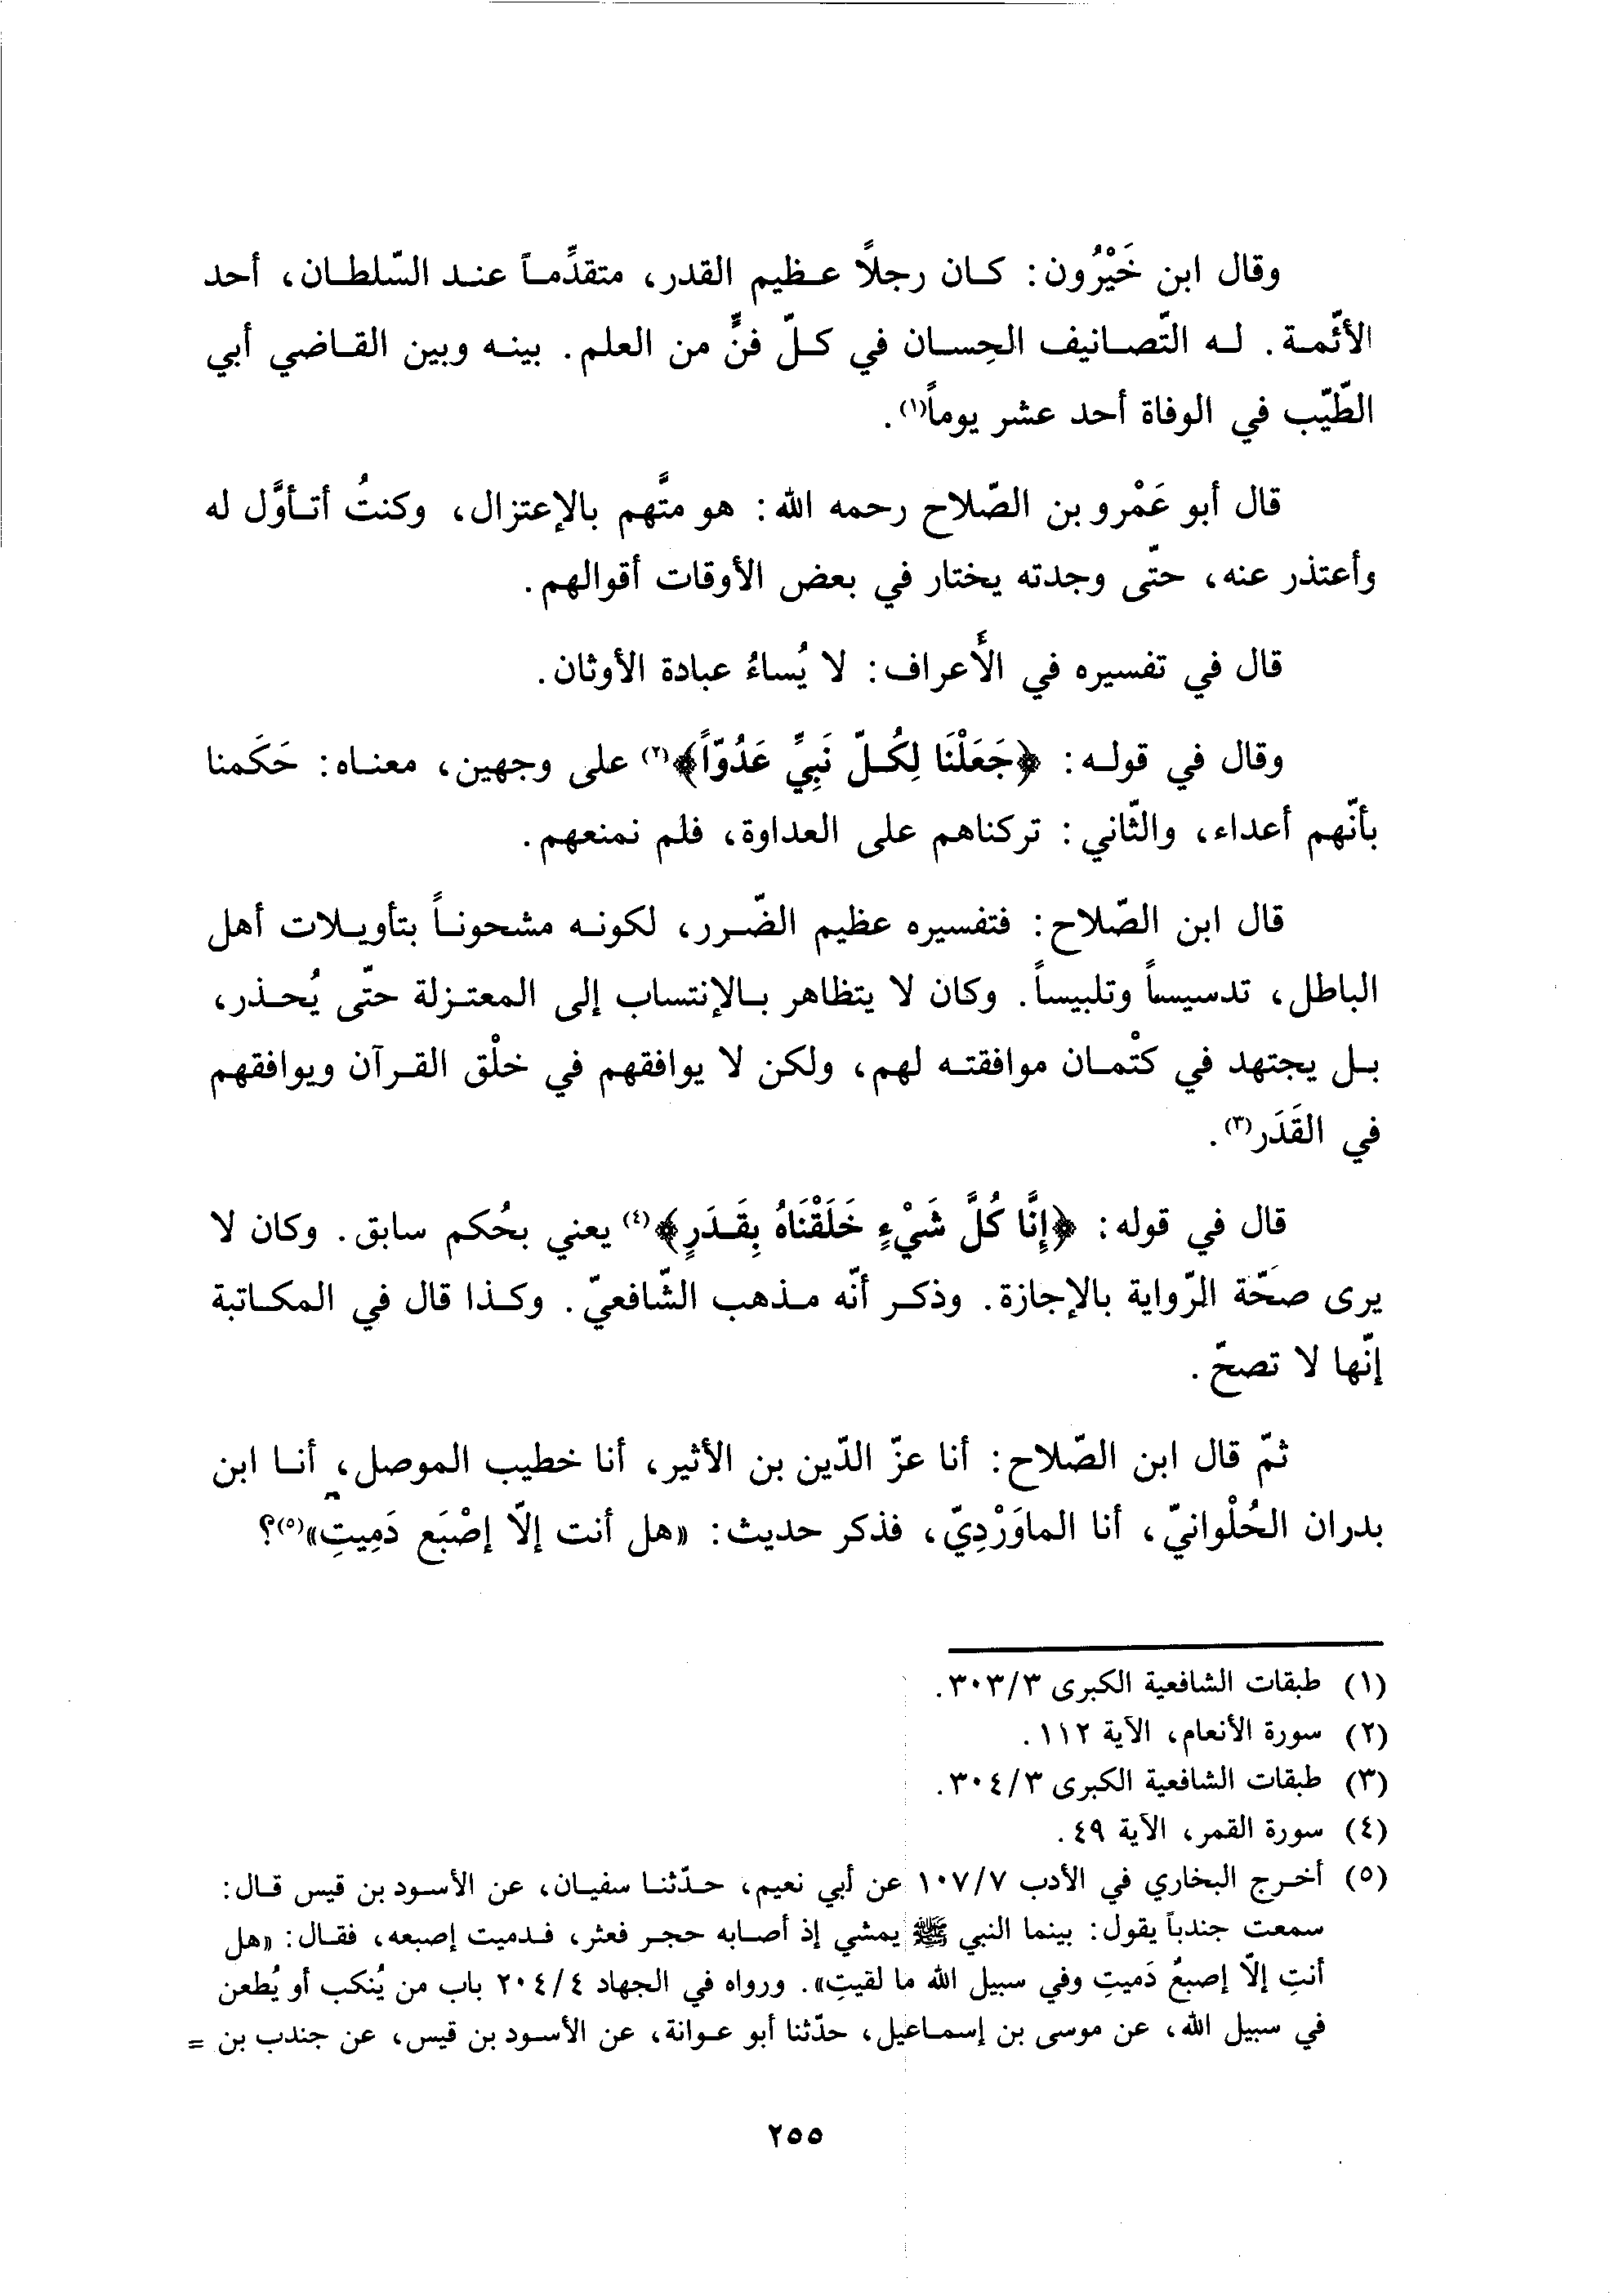 وقال ابن خَيْرُون: كان رجلاً عظيم القدر، متقدِّماً عند السّلطان، أحد
الأئّمة. له التّصانيف الحِسان في كلّ فنٍّ من العلم. بينه وبين القاضي أبي
الطّيّب في الوفاة أحد عشر يوماً(١).
قال أبو عَمْرو بن الصّلاح رحمه الله: هو متَّهم بالإعتزال، وكنتُ أتأوَّل له
وأعتذر عنه، حتّى وجدته يختار في بعض الأوقات أقوالهم.
قال في تفسيره في الأعراف: لا يُساءُ عبادة الأوثان.
وقال في قوله: ﴿جَعَلْنَا لِكُلّ نَبِيٍّ عَدُوّاً﴾(٢) على وجهين، معناه: حَكَمنا
بأنّهم أعداء، والثّاني: تركناهم على العداوة، فلم نمنعهم.
قال ابن الصّلاح: فتفسيره عظيم الضّرر، لكونه مشحوناً بتأويلات أهل
الباطل، تدسيساً وتلبيساً. وكان لا يتظاهر بالإنتساب إلى المعتزلة حتّى يُحذر،
بل يجتهد في كتْمان موافقته لهم، ولكن لا يوافقهم في خلْق القرآن ويوافقهم
في القَدَر(٣).
قال في قوله: ﴿إِنَّا كُلَّ شَيْءٍ خَلَقْنَاهُ بِقَدَرٍ﴾(٤) يعني بحُكم سابق. وكان لا
يرى صحّة الرّواية بالإجازة. وذكر أنّه مذهب الشّافعيّ. وكذا قال في المكاتبة
إنّها لا تصحّ.
ثمّ قال ابن الصّلاح: أنا عزّ الدّين بن الأثير، أنا خطيب الموصل، أنا ابن
بدران الحُلْوانيّ، أنا الماوَرْدِيّ، فذكر حديث: «هل أنت إلّا إصْبَع دَمِيتِ»(٥)؟
(١) طبقات الشافعية الكبرى ٣٠٣/٣.
(٢) سورة الأنعام، الآية ١١٢.
(٣) طبقات الشافعية الكبرى ٣٠٤/٣.
(٤) سورة القمر، الآية ٤٩.
(٥) أخرج البخاري في الأدب ١٠٧/٧ عن أبي نعيم، حدّثنا سفيان، عن الأسود بن قيس قال:
سمعت جندباً يقول: بينما النبي ﷺ يمشي إذ أصابه حجر فعثر، فدميت إصبعه، فقال: «هل
أنتِ إلّا إصبعُ دَميتِ وفي سبيل الله ما لقيتِ». ورواه في الجهاد ٢٠٤/٤ باب من يُنكب أو يُطعن
في سبيل الله، عن موسى بن إسماعيل، حدّثنا أبو عوانة، عن الأسود بن قيس، عن جندب بن =
٢٥٥